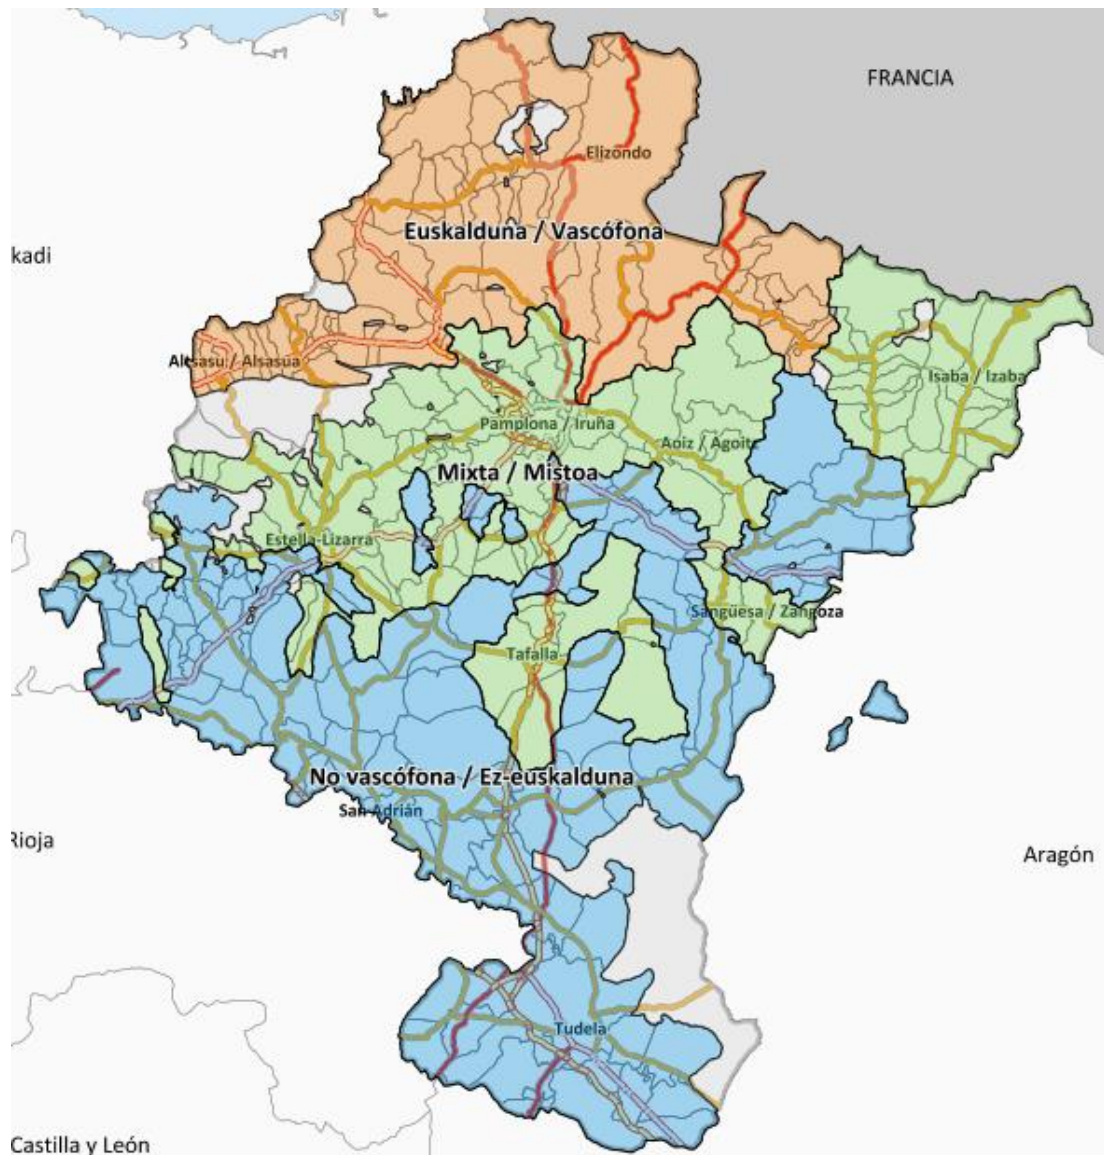 FRANCIA
Elizondo
Euskalduna / Vascófona
kadi
Altsasu / Alsasua
Isaba / Izaba
Pamplona / Iruña
Aoiz / Agoitz
Mixta / Mistoa
Estella-Lizarra
Sangüesa / Zangoza
Tafalla
No vascófona / Ez-euskalduna
San Adrián
Rioja
Aragón
Tudela
Castilla y León